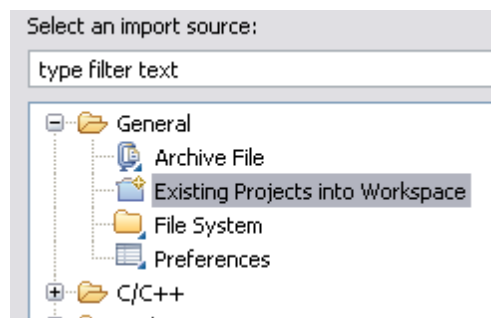 Select an import source:
type filter text
General
Archive File
Existing Projects into Workspace
File System
Preferences
C/C++